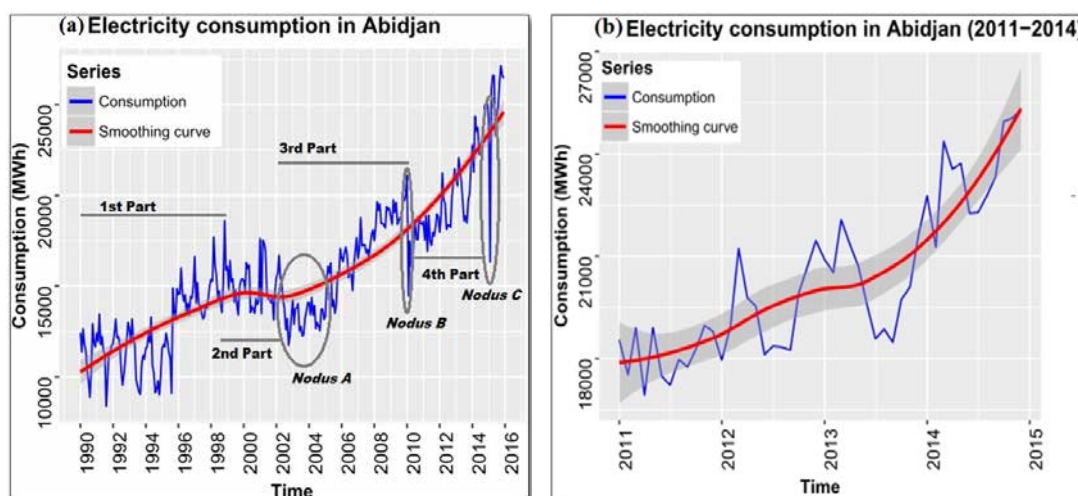 (a) Electricity consumption in Abidjan
Series
Consumption
Smoothing curve
1st Part
2nd Part
3rd Part
4th Part
Nodus A
Nodus B
Nodus C
Consumption (MWh)
25000
20000
15000
10000
1990
1992
1994
1996
1998
2000
2002
2004
2006
2008
2010
2012
2014
2016
Time
(b) Electricity consumption in Abidjan (2011−2014)
Series
Consumption
Smoothing curve
Consumption (MWh)
27000
24000
21000
18000
2011
2012
2013
2014
2015
Time